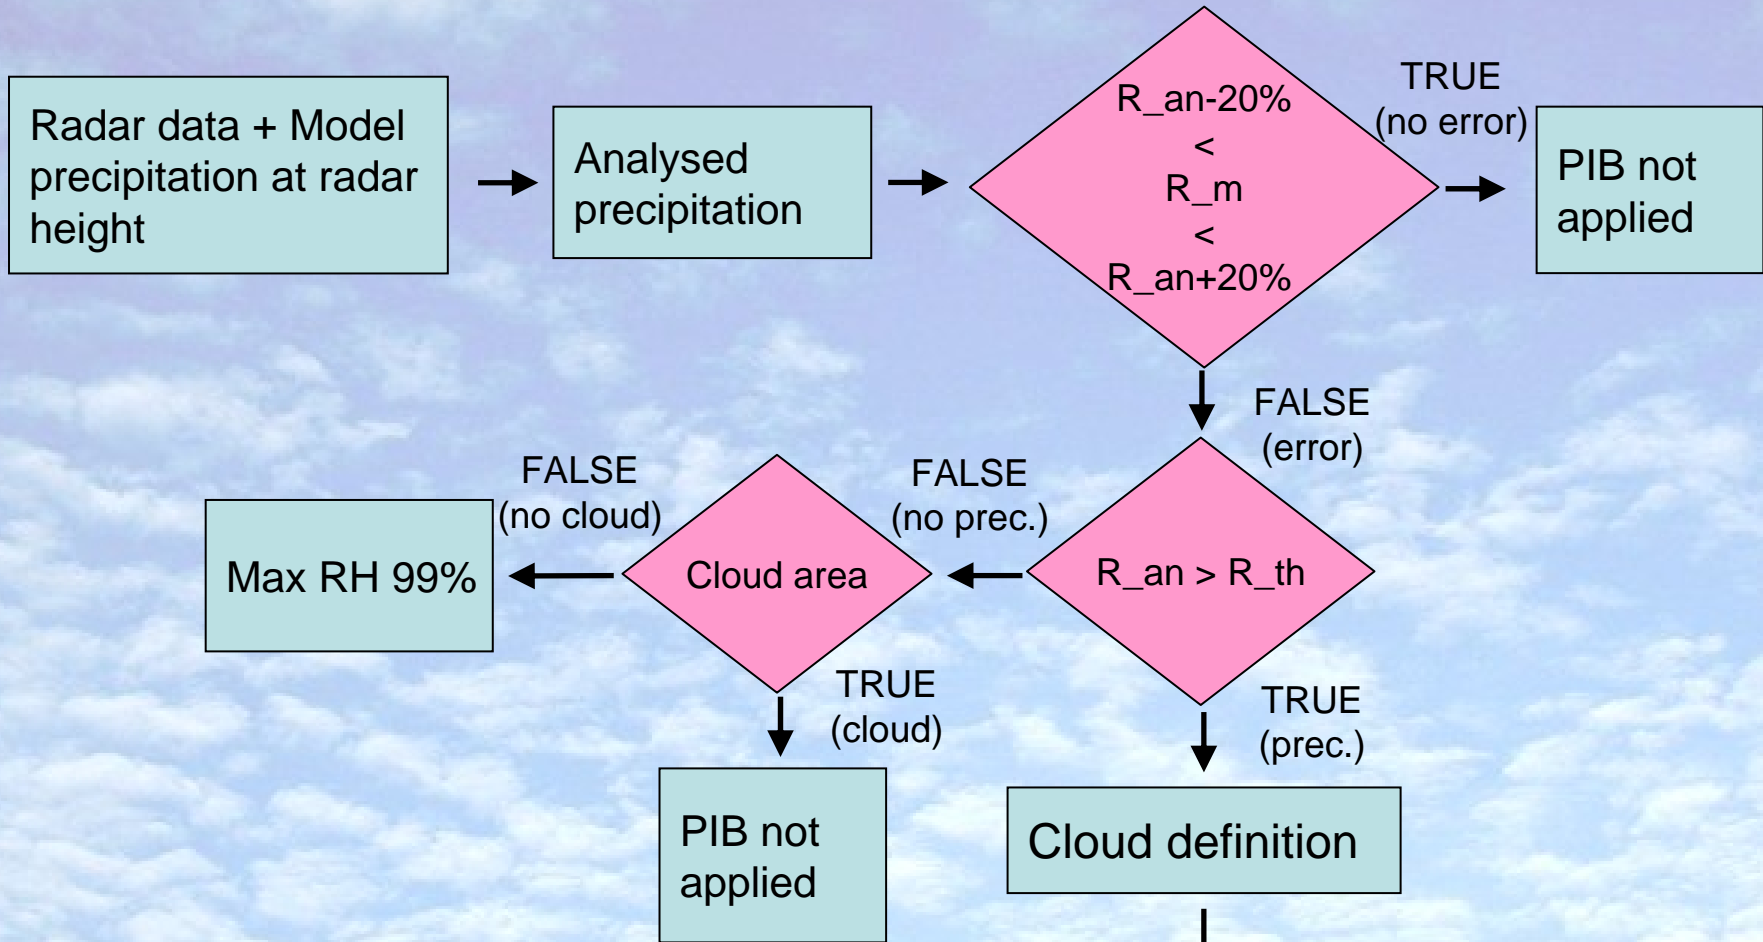 Radar data + Model
precipitation at radar
height
Analysed
precipitation
R_an-20%
<
R_m
<
R_an+20%
TRUE
(no error)
PIB not
applied
FALSE
(error)
R_an > R_th
FALSE
(no prec.)
Cloud area
FALSE
(no cloud)
Max RH 99%
TRUE
(cloud)
PIB not
applied
TRUE
(prec.)
Cloud definition